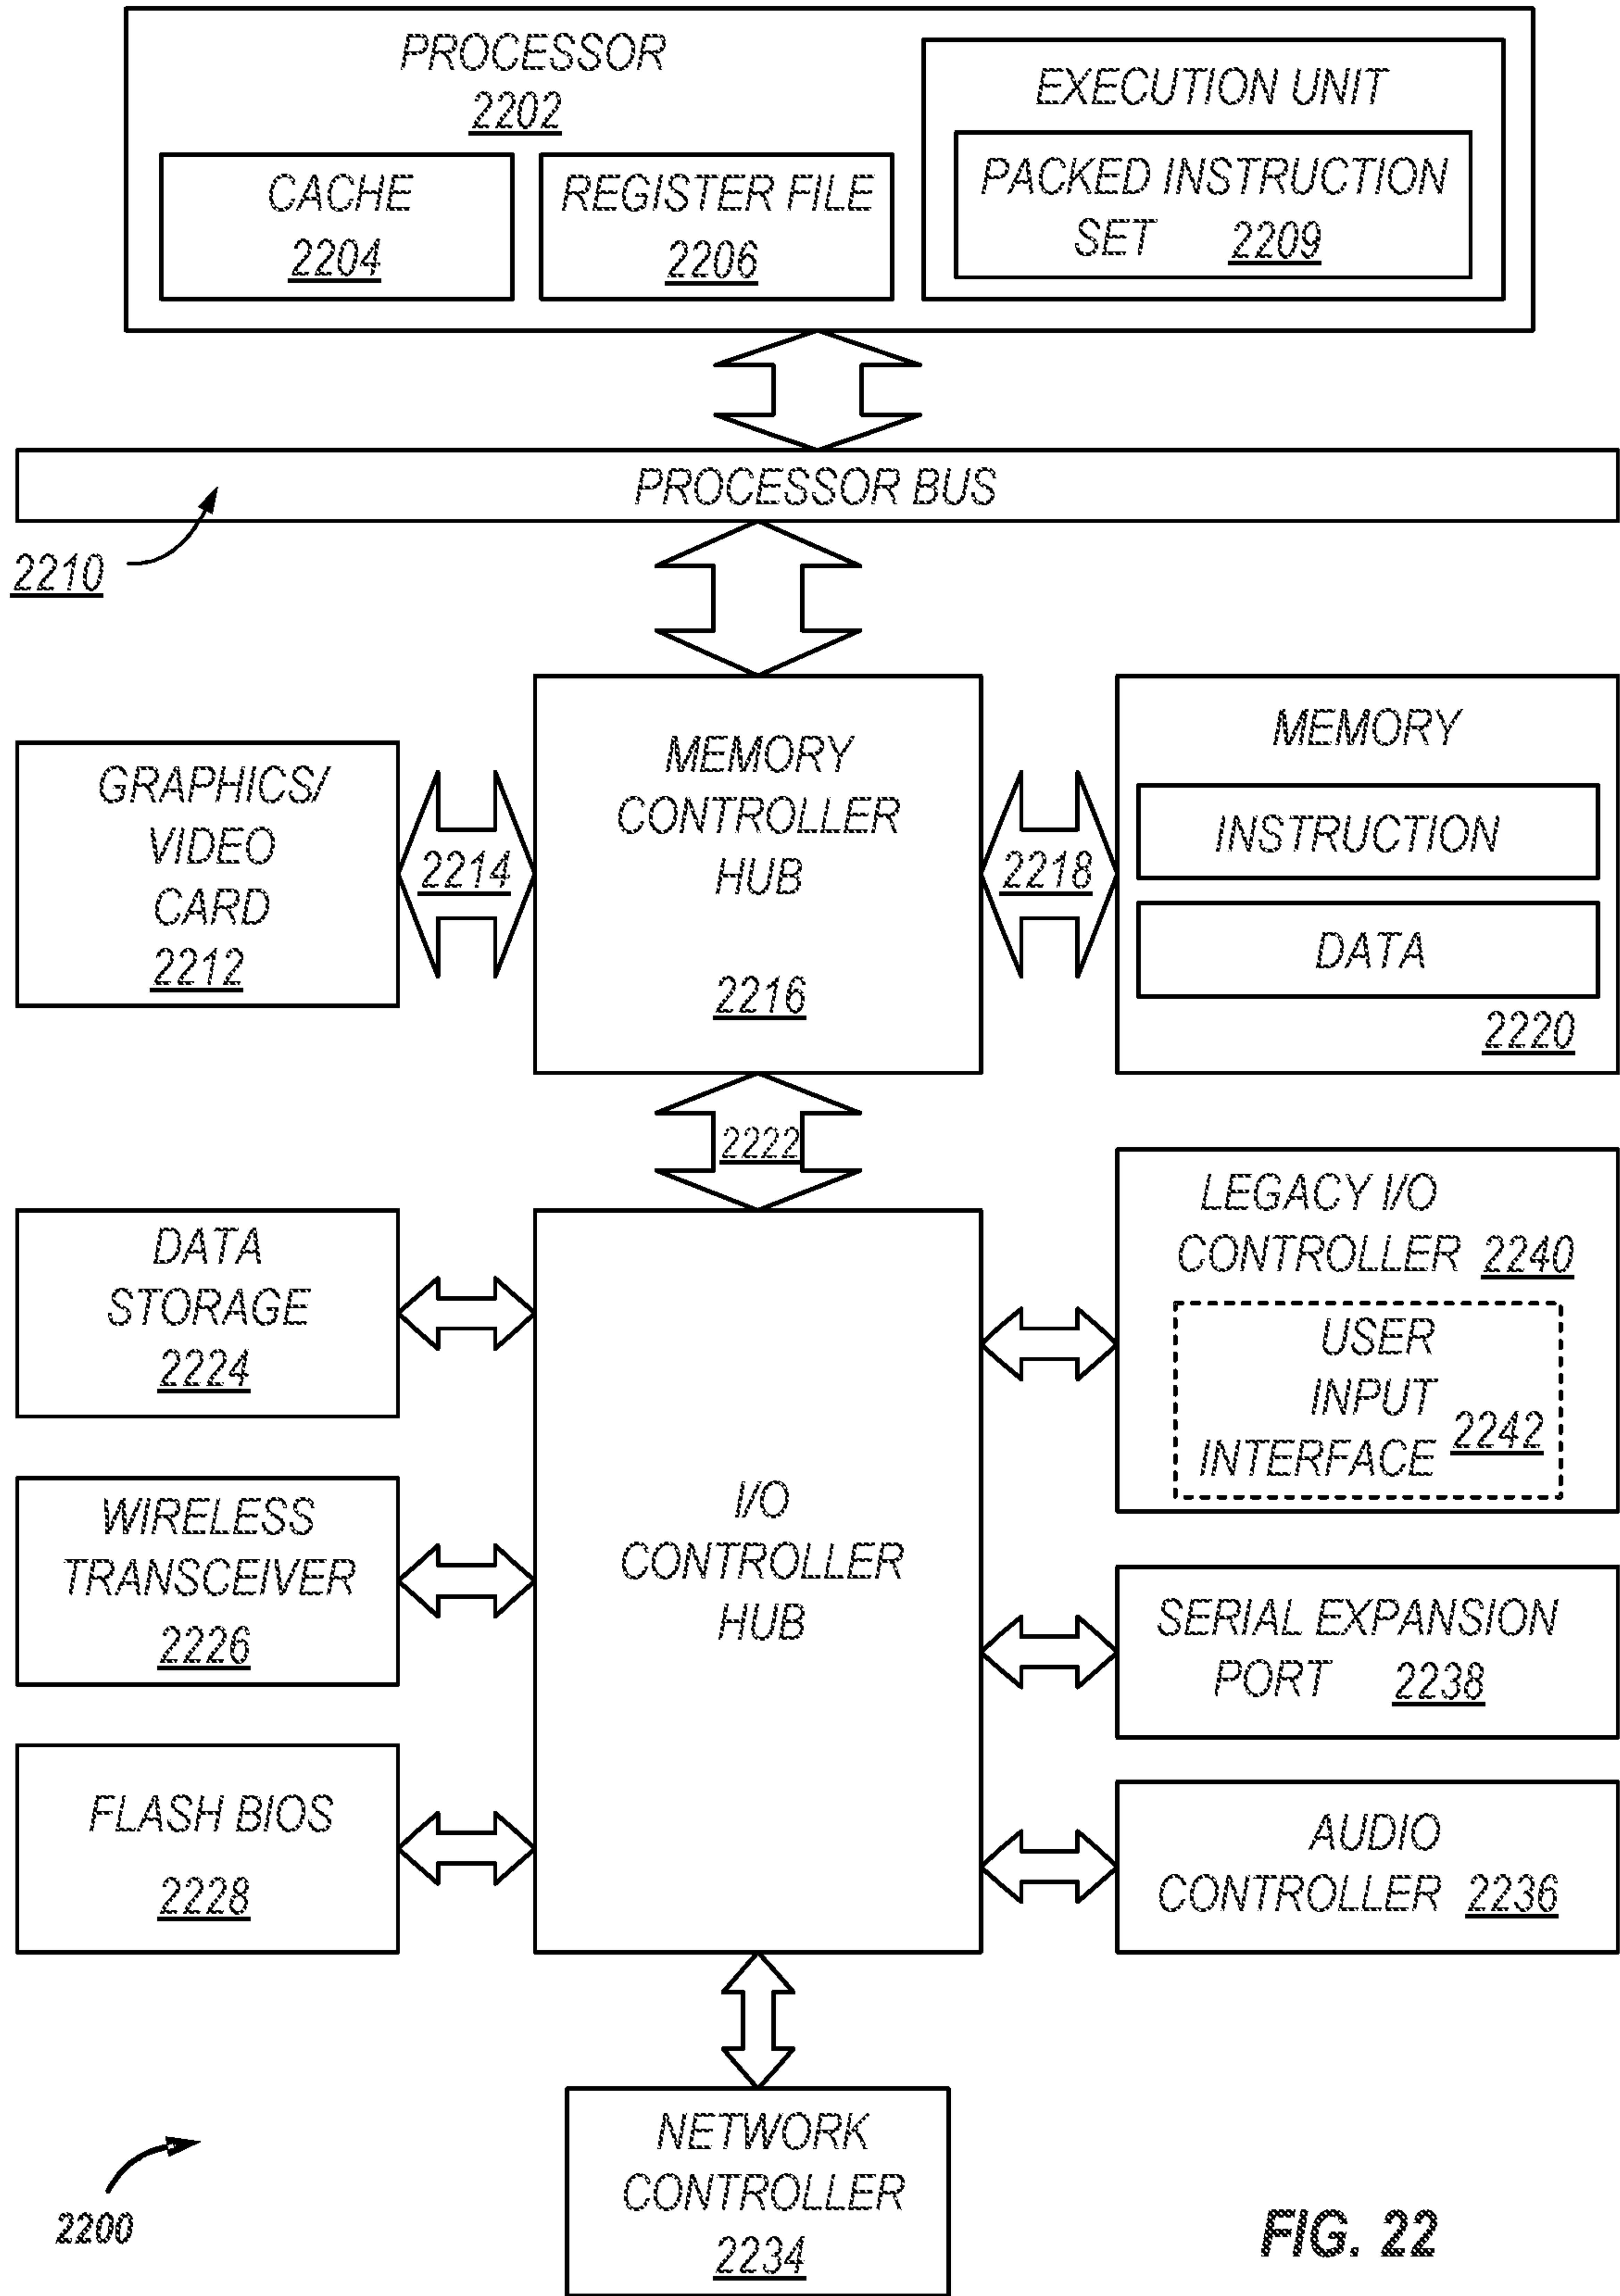 PROCESSOR
2202
CACHE
2204
REGISTER FILE
2206
EXECUTION UNIT
PACKED INSTRUCTION
SET 2209
PROCESSOR BUS
2210
GRAPHICS/
VIDEO
CARD
2212
2214
MEMORY
CONTROLLER
HUB
2216
2218
MEMORY
INSTRUCTION
DATA
2220
2222
DATA
STORAGE
2224
WIRELESS
TRANSCEIVER
2226
FLASH BIOS
2228
I/O
CONTROLLER
HUB
LEGACY I/O
CONTROLLER 2240
USER
INPUT
INTERFACE 2242
SERIAL EXPANSION
PORT 2238
AUDIO
CONTROLLER 2236
NETWORK
CONTROLLER
2234
2200
FIG. 22